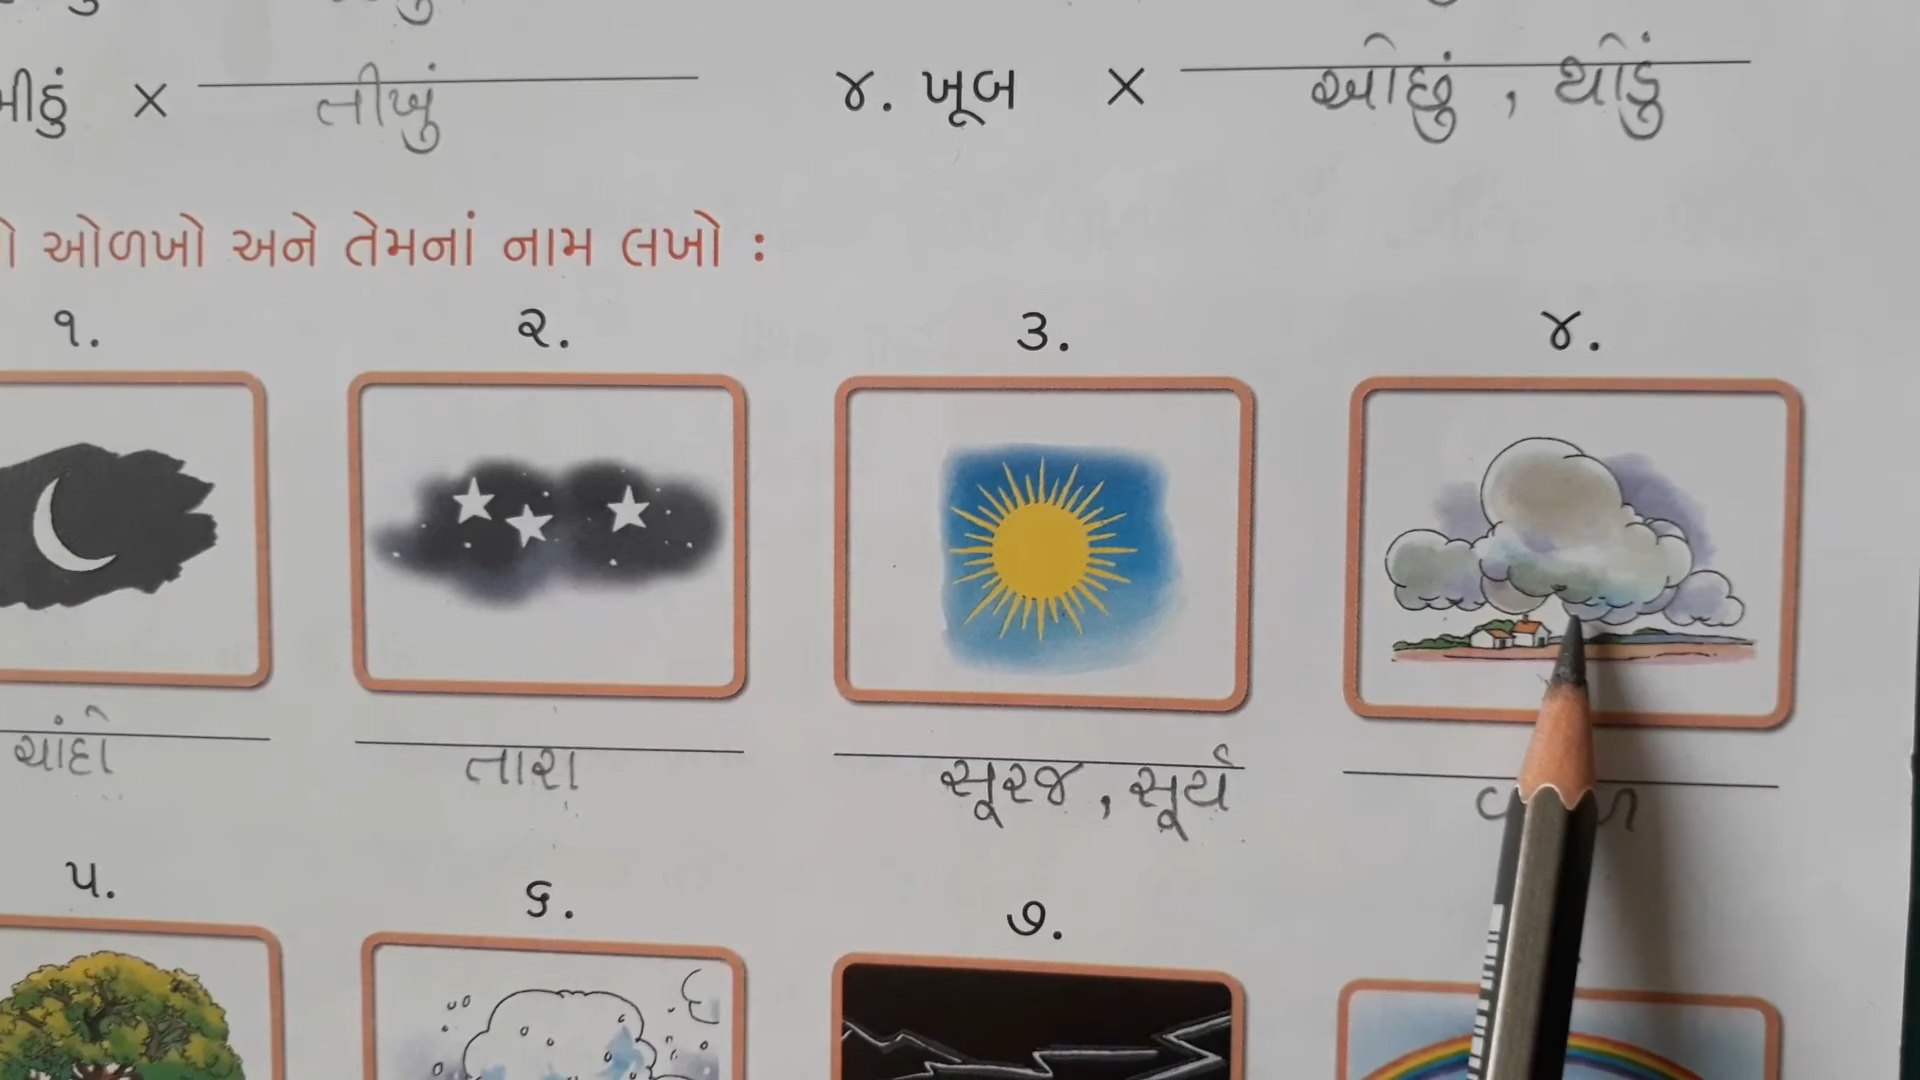 × તીખું ૪. ખૂબ × ઓછું , થોડું
ઓળખો અને તેમનાં નામ લખો :
૧. ૨. ૩. ૪.
ચાંદો તારા સૂરજ , સૂર્ય
૫. ૬. ૭.